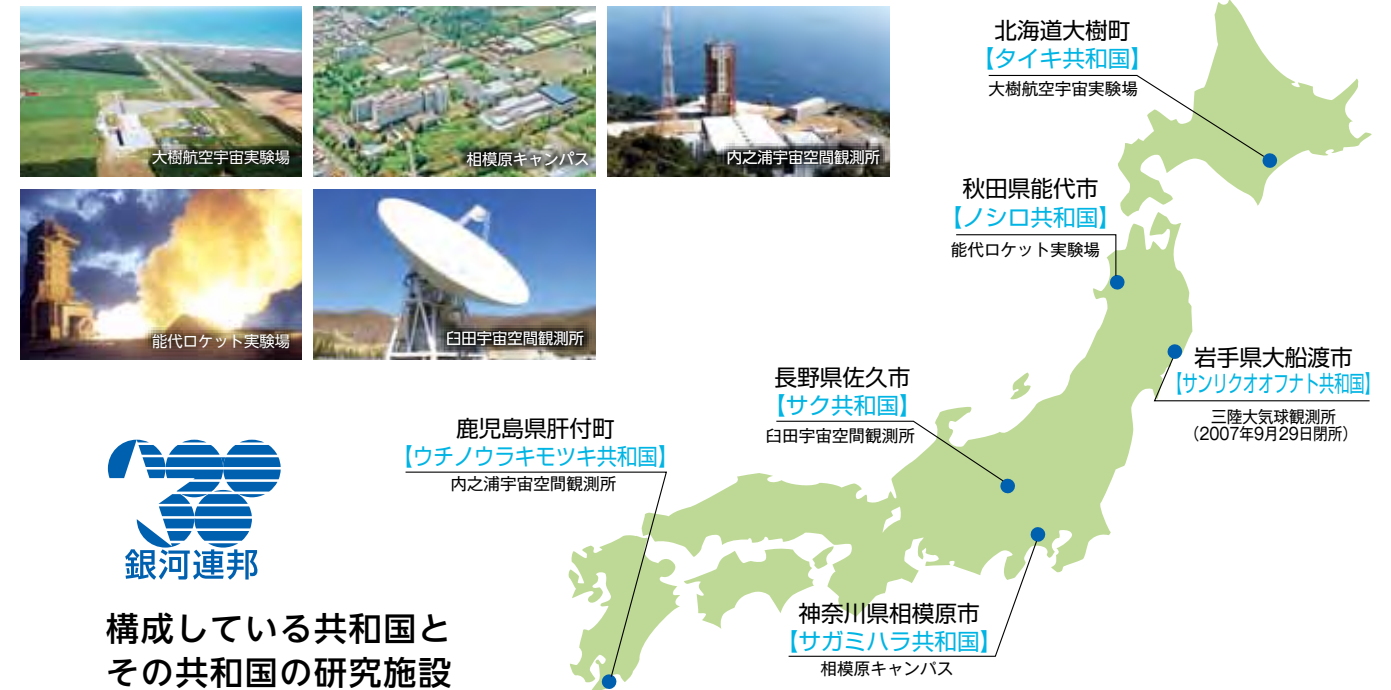 大樹航空宇宙実験場
相模原キャンパス
内之浦宇宙空間観測所
能代ロケット実験場
臼田宇宙空間観測所
北海道大樹町
【タイキ共和国】
大樹航空宇宙実験場
秋田県能代市
【ノシロ共和国】
能代ロケット実験場
岩手県大船渡市
【サンリクオオフナト共和国】
三陸大気球観測所
（2007年9月29日閉所）
長野県佐久市
【サク共和国】
臼田宇宙空間観測所
鹿児島県肝付町
【ウチノウラキモツキ共和国】
内之浦宇宙空間観測所
神奈川県相模原市
【サガミハラ共和国】
相模原キャンパス
銀河連邦
構成している共和国と
その共和国の研究施設